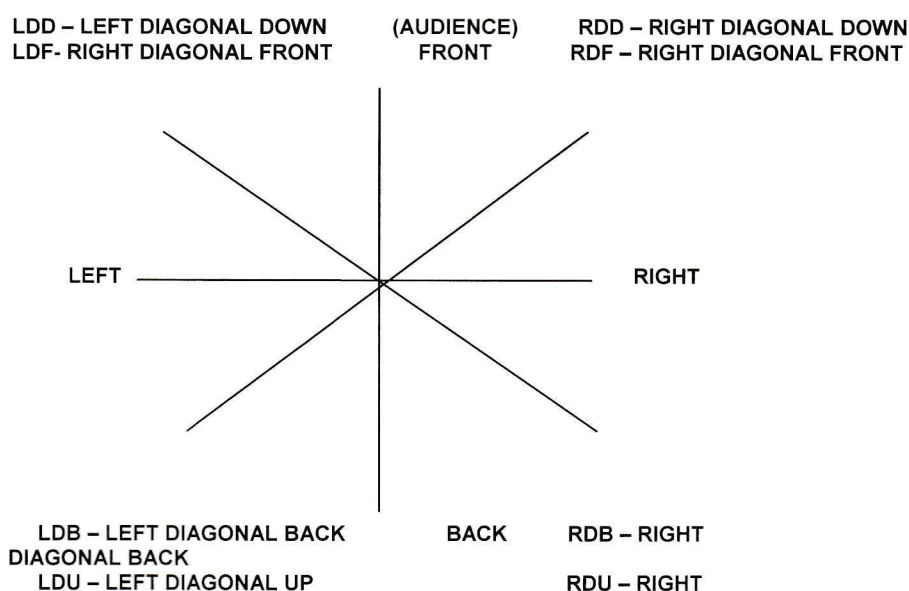 LDD – LEFT DIAGONAL DOWN (AUDIENCE) RDD – RIGHT DIAGONAL DOWN
LDF- RIGHT DIAGONAL FRONT FRONT RDF – RIGHT DIAGONAL FRONT
LEFT RIGHT
LDB – LEFT DIAGONAL BACK BACK RDB – RIGHT
DIAGONAL BACK
LDU – LEFT DIAGONAL UP RDU – RIGHT